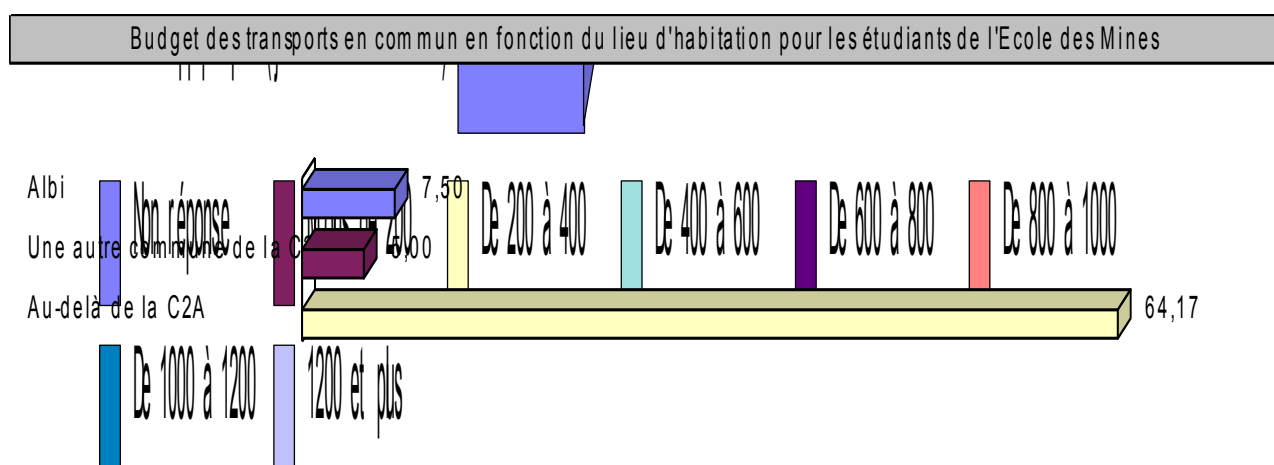 Budget des transports en commun en fonction du lieu d'habitation pour les étudiants de l'Ecole des Mines
Albi 7,50
Non réponse De 200 à 400 De 400 à 600 De 600 à 800 De 800 à 1000
Une autre commune de la 5,00
Au-delà de la C2A 64,17
De 1000 à 1200 1200 et plus